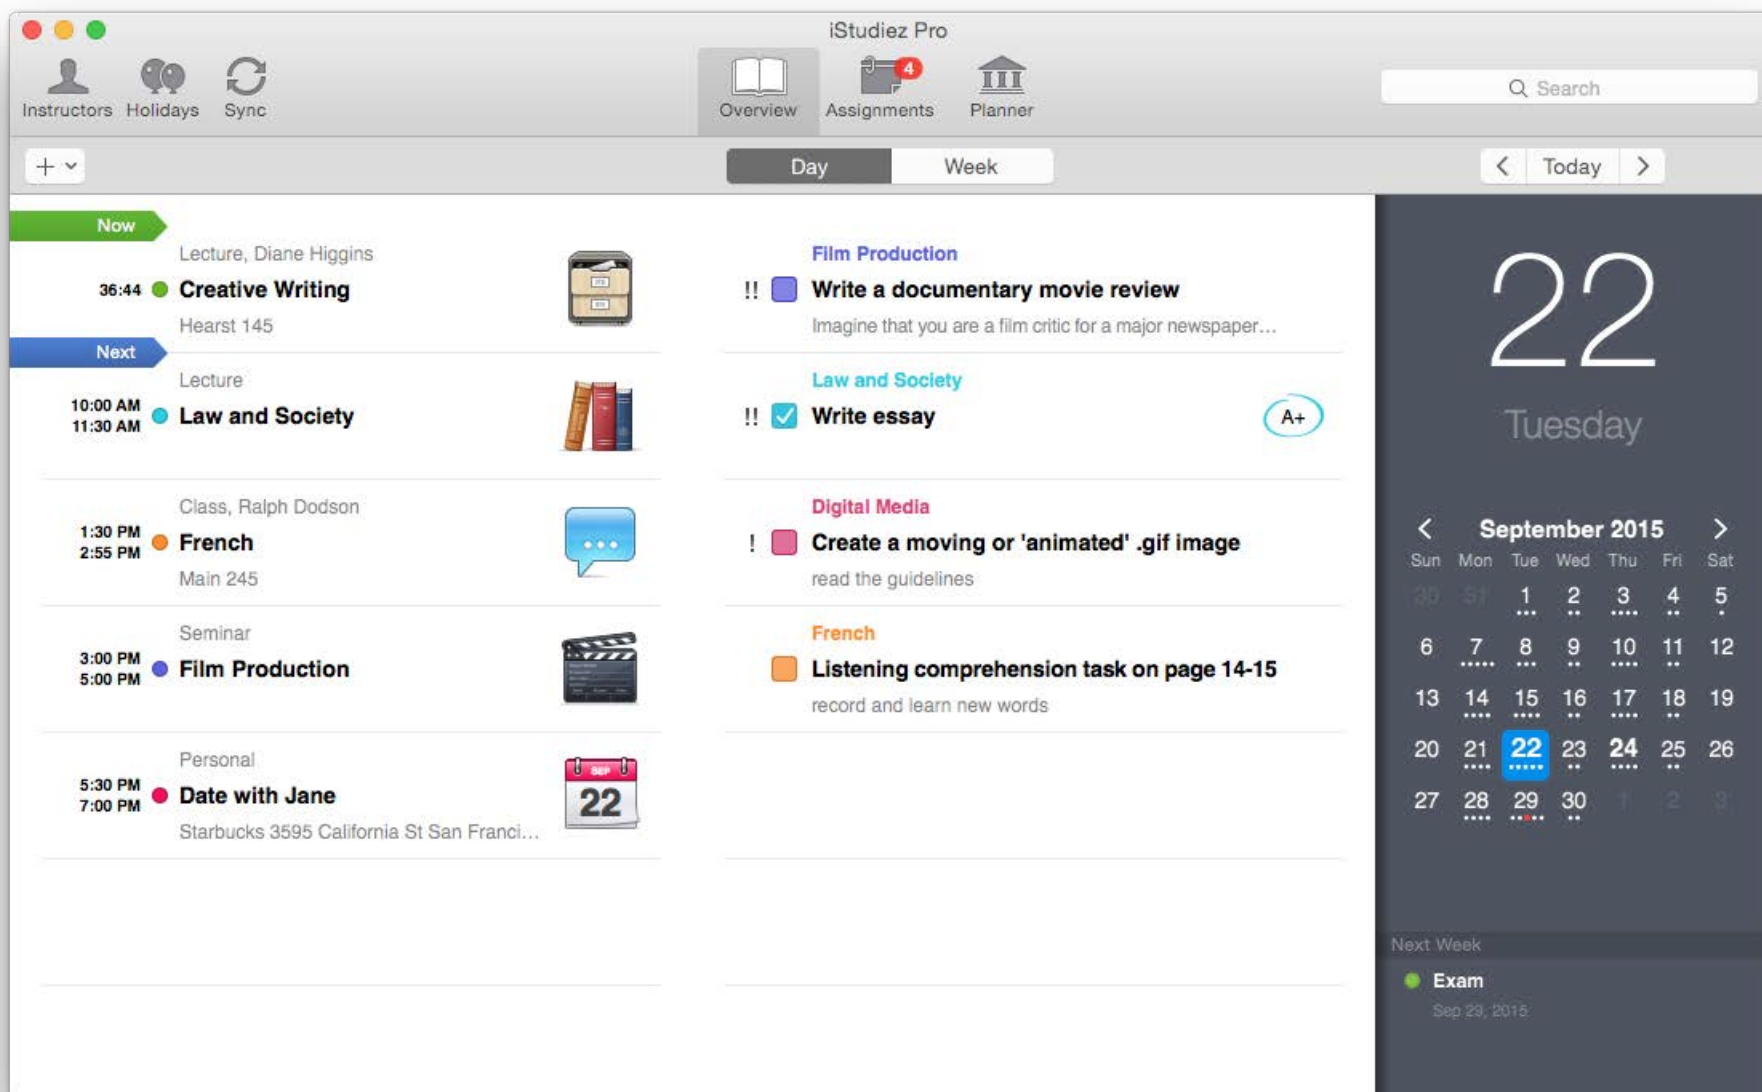 iStudiez Pro
Instructors Holidays Sync
Overview Assignments 4 Planner
Search
Day Week
Today
Now
Lecture, Diane Higgins
36:44 Creative Writing
Hearst 145
Next
Lecture
10:00 AM
11:30 AM
Law and Society
Class, Ralph Dodson
1:30 PM
2:55 PM
French
Main 245
Seminar
3:00 PM
5:00 PM
Film Production
Personal
5:30 PM
7:00 PM
Date with Jane
Starbucks 3595 California St San Franci...
SEP
22
Film Production
!! Write a documentary movie review
Imagine that you are a film critic for a major newspaper...
Law and Society
!! Write essay
A+
Digital Media
! Create a moving or 'animated' .gif image
read the guidelines
French
Listening comprehension task on page 14-15
record and learn new words
22
Tuesday
September 2015
Sun Mon Tue Wed Thu Fri Sat
30 31 1 2 3 4 5
6 7 8 9 10 11 12
13 14 15 16 17 18 19
20 21 22 23 24 25 26
27 28 29 30 1 2 3
Next Week
Exam
Sep 29, 2015